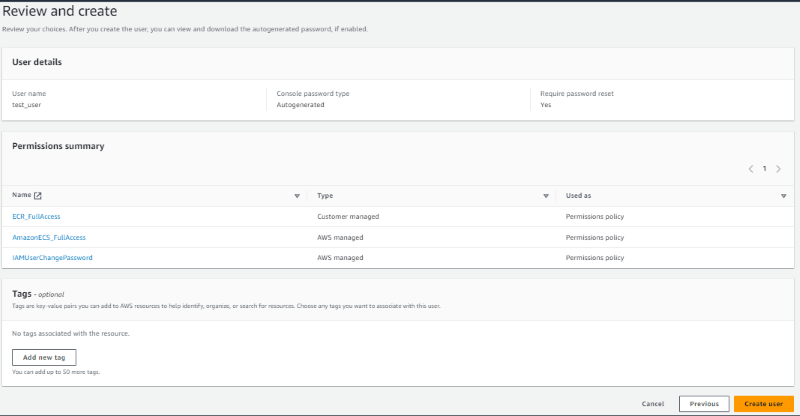 Review and create
Review your choices. After you create the user, you can view and download the autogenerated password, if enabled.
User details
User name Console password type Require password reset
test_user Autogenerated Yes
Permissions summary
1
Name Type Used as
ECR_FullAccess Customer managed Permissions policy
AmazonECS_FullAccess AWS managed Permissions policy
IAMUserChangePassword AWS managed Permissions policy
Tags - optional
Tags are key-value pairs you can add to AWS resources to help identify, organize, or search for resources. Choose any tags you want to associate with this user.
No tags associated with the resource.
Add new tag
You can add up to 50 more tags.
Cancel Previous Create user